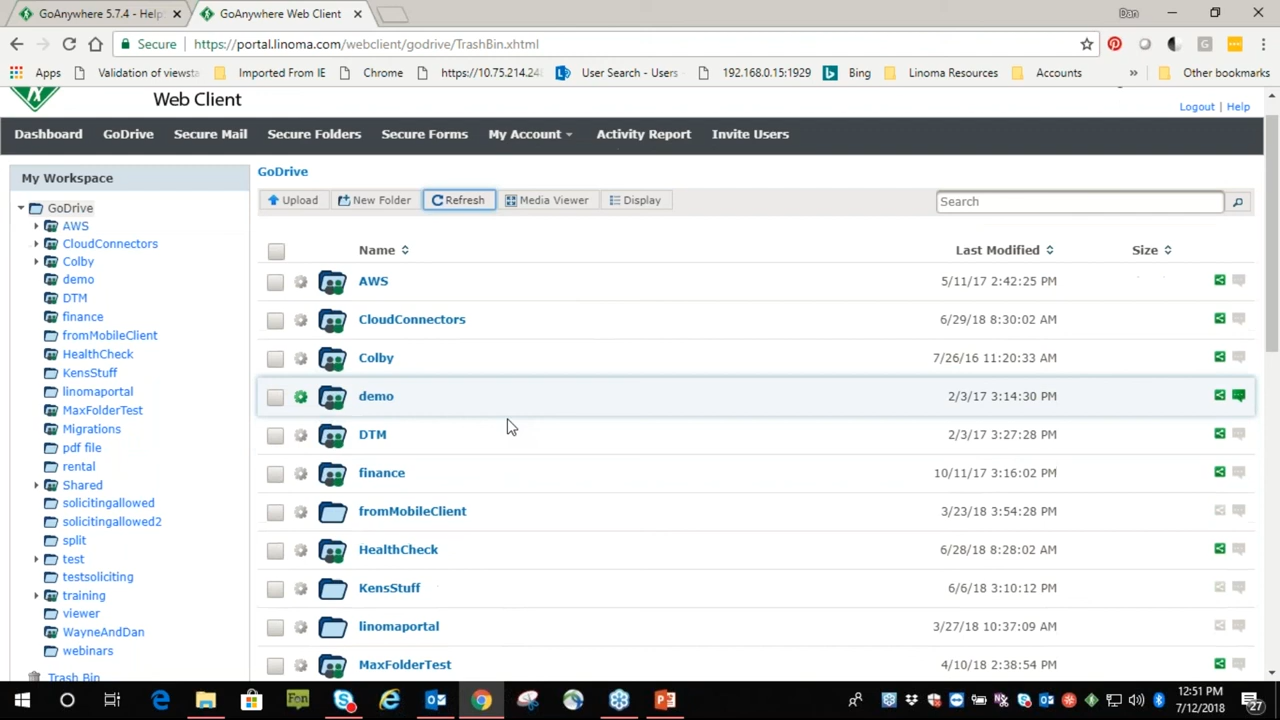 GoAnywhere 5.7.4 - Help
GoAnywhere Web Client
Dan
Secure
https://portal.linoma.com/webclient/godrive/TrashBin.xhtml
Apps
Validation of viewsta
Imported From IE
Chrome
https://10.75.214.24
User Search - Users
192.168.0.15:1929
Bing
Linoma Resources
Accounts
»
Other bookmarks
Web Client
Logout | Help
Dashboard
GoDrive
Secure Mail
Secure Folders
Secure Forms
My Account
Activity Report
Invite Users
My Workspace
GoDrive
AWS
CloudConnectors
Colby
demo
DTM
finance
fromMobileClient
HealthCheck
KensStuff
linomaportal
MaxFolderTest
Migrations
pdf file
rental
Shared
solicitingallowed
solicitingallowed2
split
test
testsoliciting
training
viewer
WayneAndDan
webinars
Trash Bin
GoDrive
Upload
New Folder
Refresh
Media Viewer
Display
Search
Name
Last Modified
Size
AWS 5/11/17 2:42:25 PM
CloudConnectors 6/29/18 8:30:02 AM
Colby 7/26/16 11:20:33 AM
demo 2/3/17 3:14:30 PM
DTM 2/3/17 3:27:28 PM
finance 10/11/17 3:16:02 PM
fromMobileClient 3/23/18 3:54:28 PM
HealthCheck 6/28/18 8:28:02 AM
KensStuff 6/6/18 3:10:12 PM
linomaportal 3/27/18 10:37:09 AM
MaxFolderTest 4/10/18 2:38:54 PM
12:51 PM
7/12/2018
27